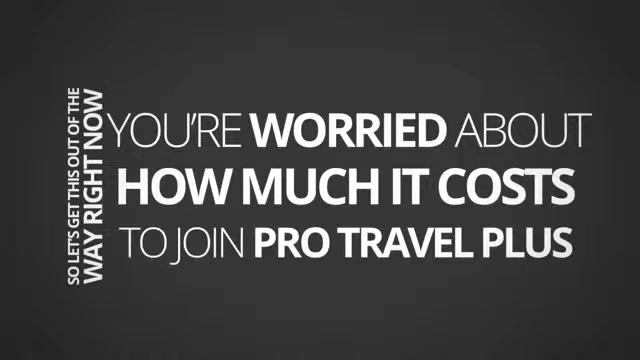 SO LET'S GET THIS OUT OF THE
WAY RIGHT NOW
YOU'RE WORRIED ABOUT
HOW MUCH IT COSTS
TO JOIN PRO TRAVEL PLUS